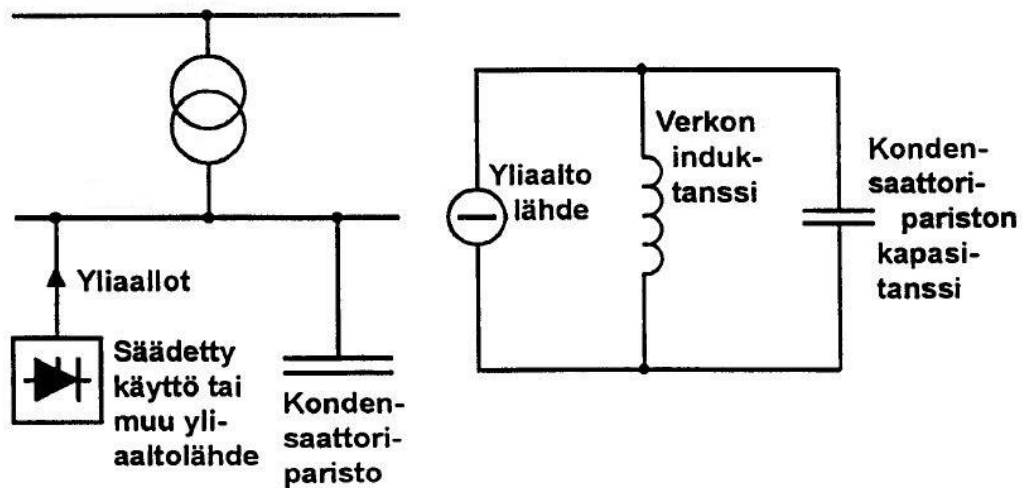 Yliaallot
Säädetty
käyttö tai
muu yli-
aaltolähde
Konden-
saattori-
paristo
Yliaalto
lähde
Verkon
induk-
tanssi
Konden-
saattori-
pariston
kapasi-
tanssi